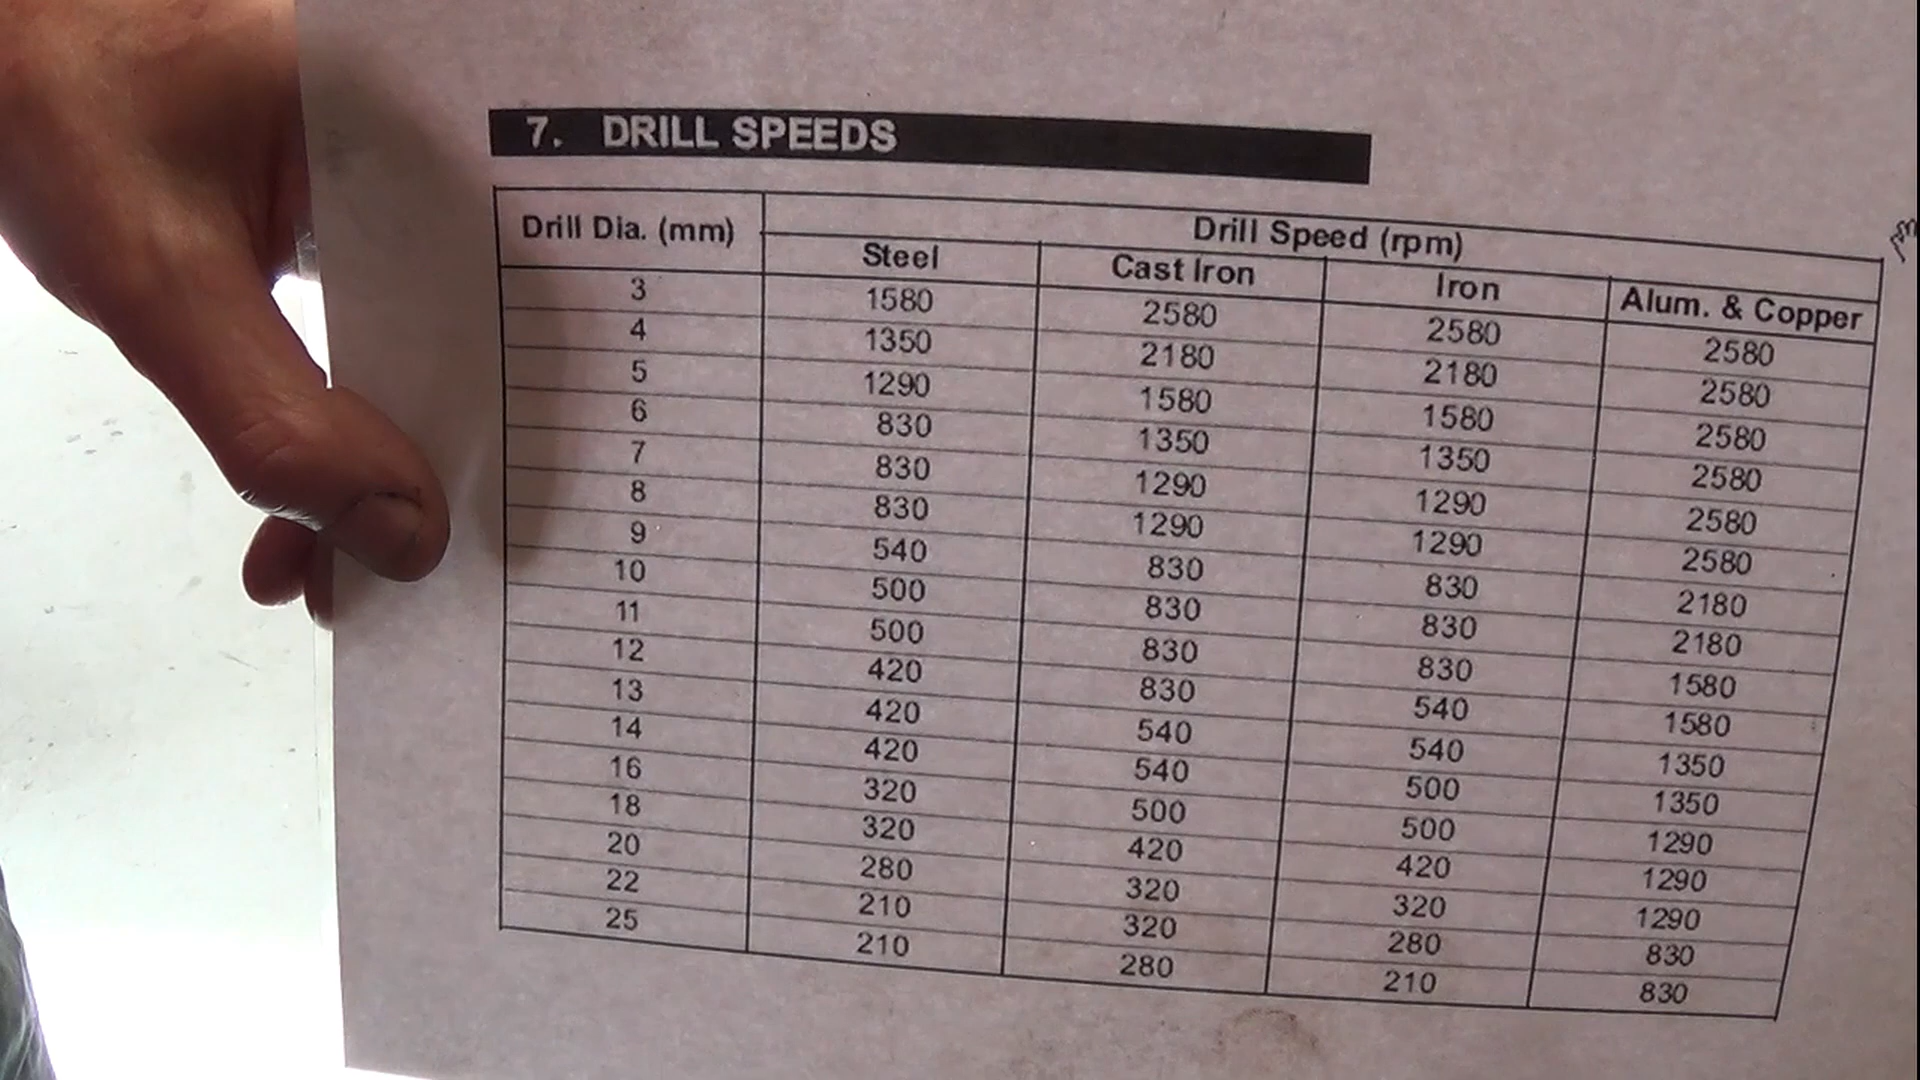 7. DRILL SPEEDS
Drill Dia. (mm) Drill Speed (rpm)
Steel Cast Iron Iron Alum. & Copper
3 1580 2580 2580 2580
4 1350 2180 2180 2580
5 1290 1580 1580 2580
6 830 1350 1350 2580
7 830 1290 1290 2580
8 830 1290 1290 2580
9 540 830 830 2180
10 500 830 830 2180
11 500 830 830 1580
12 420 830 540 1580
13 420 540 540 1350
14 420 540 500 1350
16 320 500 500 1290
18 320 420 420 1290
20 280 320 320 1290
22 210 320 280 830
25 210 280 210 830